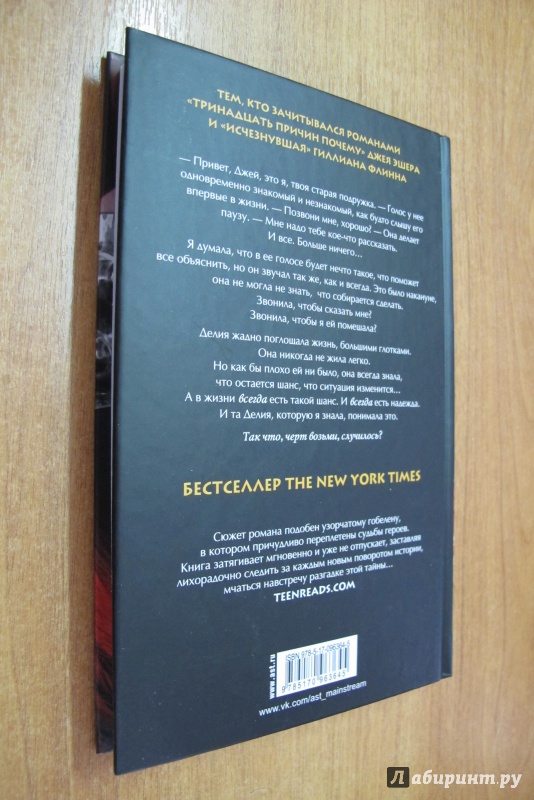 ТЕМ, КТО ЗАЧИТЫВАЛСЯ РОМАНАМИ
«ТРИНАДЦАТЬ ПРИЧИН ПОЧЕМУ» ДЖЕЯ ЭШЕРА
И «ИСЧЕЗНУВШАЯ» ГИЛЛИАНА ФЛИННА
— Привет, Джей, это я, твоя старая подружка. — Голос у нее
одновременно знакомый и незнакомый, как будто слышу его
впервые в жизни. — Позвони мне, хорошо? — Она делает
паузу. — Мне надо тебе кое-что рассказать.
И все. Больше ничего...
Я думала, что в ее голосе будет нечто такое, что поможет
все объяснить, но он звучал так же, как и всегда. Это было накануне,
она не могла не знать, что собирается сделать.
Звонила, чтобы сказать мне?
Звонила, чтобы я ей помешала?
Делия жадно поглощала жизнь, большими глотками.
Она никогда не жила легко.
Но как бы плохо ей ни было, она всегда знала,
что остается шанс, что ситуация изменится...
А в жизни всегда есть такой шанс. И всегда есть надежда.
И та Делия, которую я знала, понимала это.
Так что, черт возьми, случилось?
БЕСТСЕЛЛЕР THE NEW YORK TIMES
Сюжет романа подобен узорчатому гобелену,
в котором причудливо переплетены судьбы героев.
Книга затягивает мгновенно и уже не отпускает, заставляя
лихорадочно следить за каждым новым поворотом истории,
мчаться навстречу разгадке этой тайны...
TEENREADS.COM
www.ast.ru
ISBN 978-5-17-096364-5
9 785170 963645
www.vk.com/ast_mainstream
Лабиринт.ру